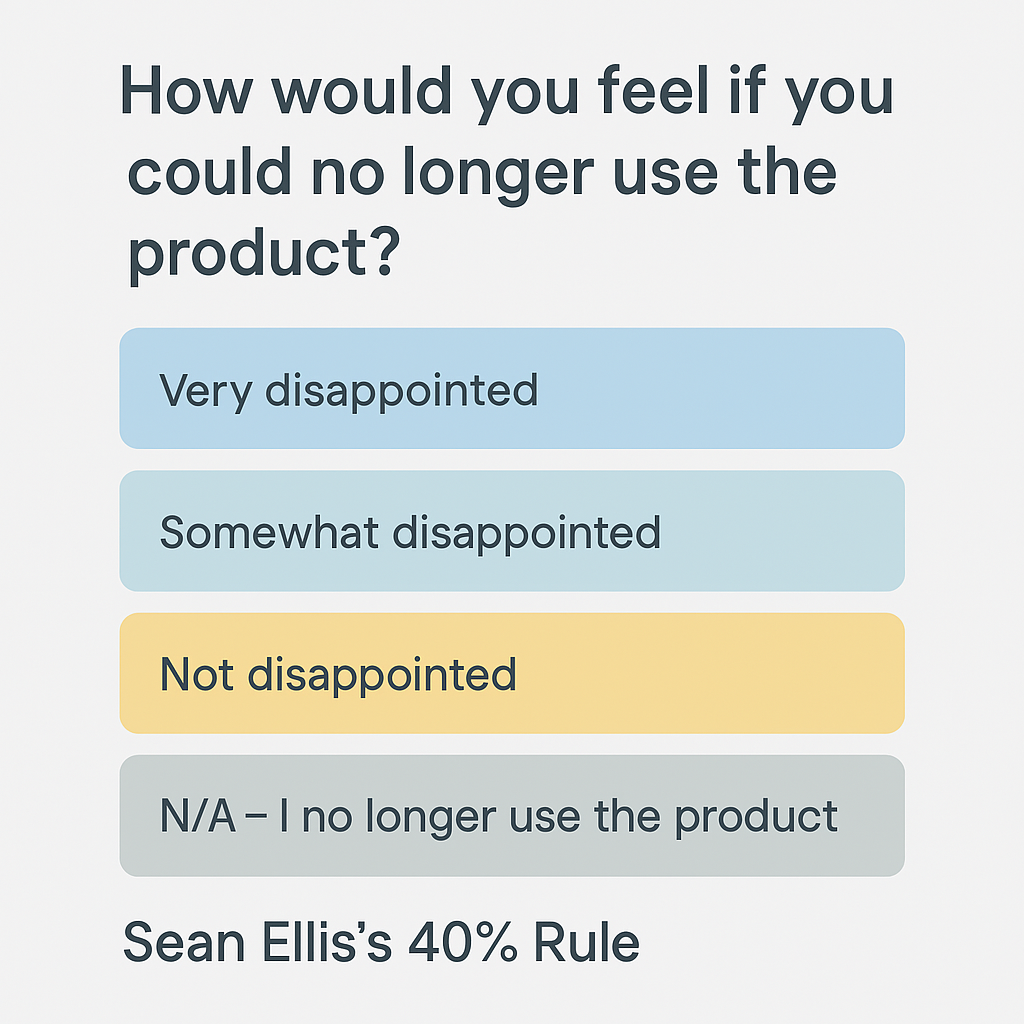 How would you feel if you
could no longer use the
product?
Very disappointed
Somewhat disappointed
Not disappointed
N/A – I no longer use the product
Sean Ellis’s 40% Rule